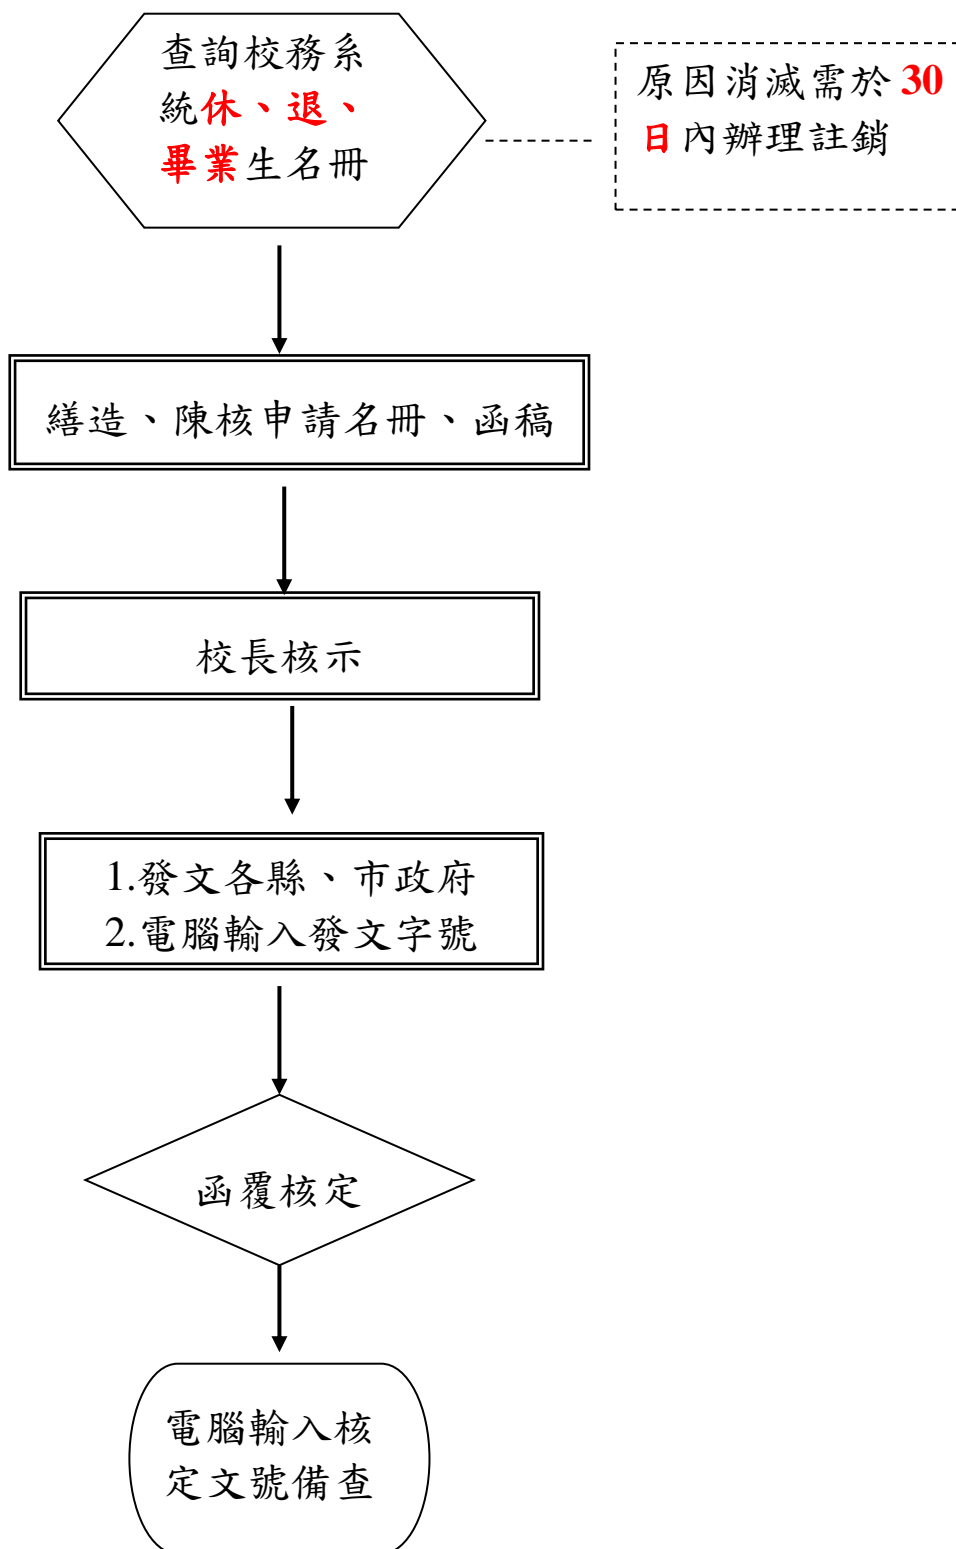 查詢校務系
統休、退、
畢業生名冊
原因消滅需於 30
日內辦理註銷
繕造、陳核申請名冊、函稿
校長核示
1.發文各縣、市政府
2.電腦輸入發文字號
函覆核定
電腦輸入核
定文號備查